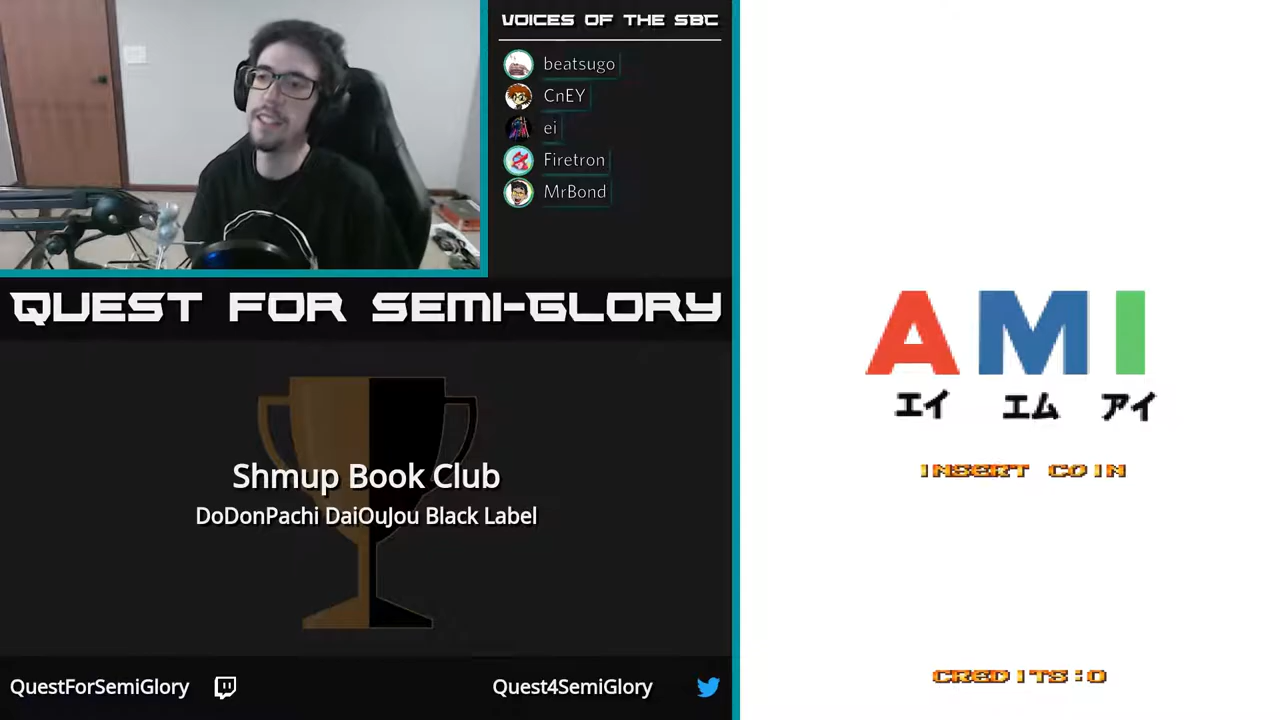 VOICES OF THE SBC
beatsugo
CnEY
ei
Firetron
MrBond
QUEST FOR SEMI-GLORY
Shmup Book Club
DoDonPachi DaiOuJou Black Label
QuestForSemiGlory
Quest4SemiGlory
AMI
エイ エム アイ
INSERT COIN
CREDITS:0